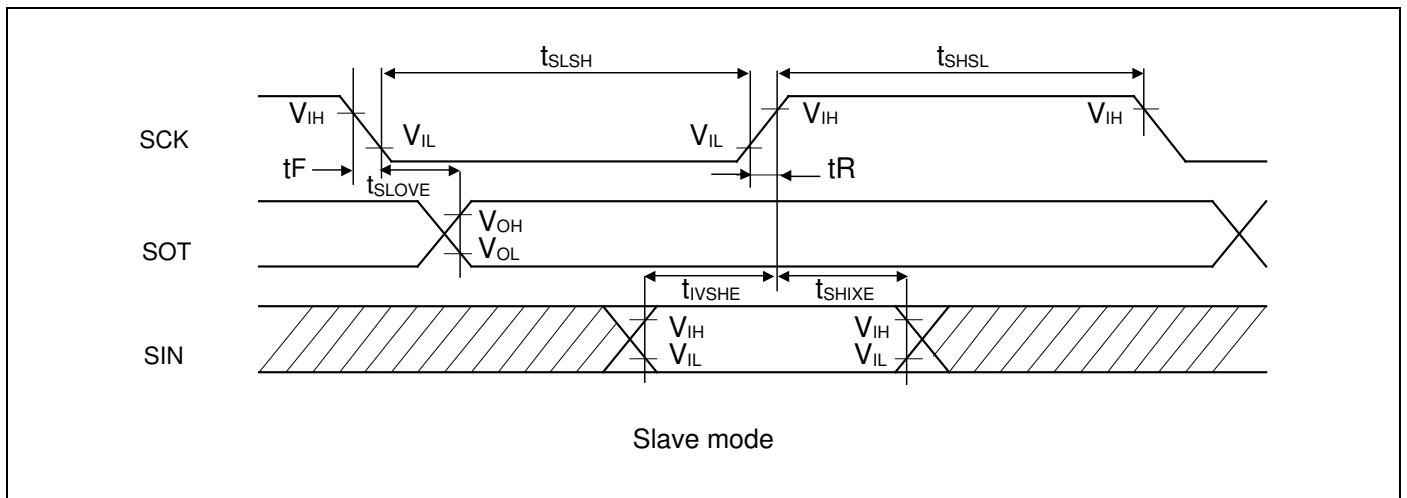 tSLSH tSHSL
SCK VIH VIL VIL VIH VIH
tF tSLOVE tR
SOT VOH VOL
tIVSHE tSHIXE
SIN VIH VIL VIH VIL
Slave mode